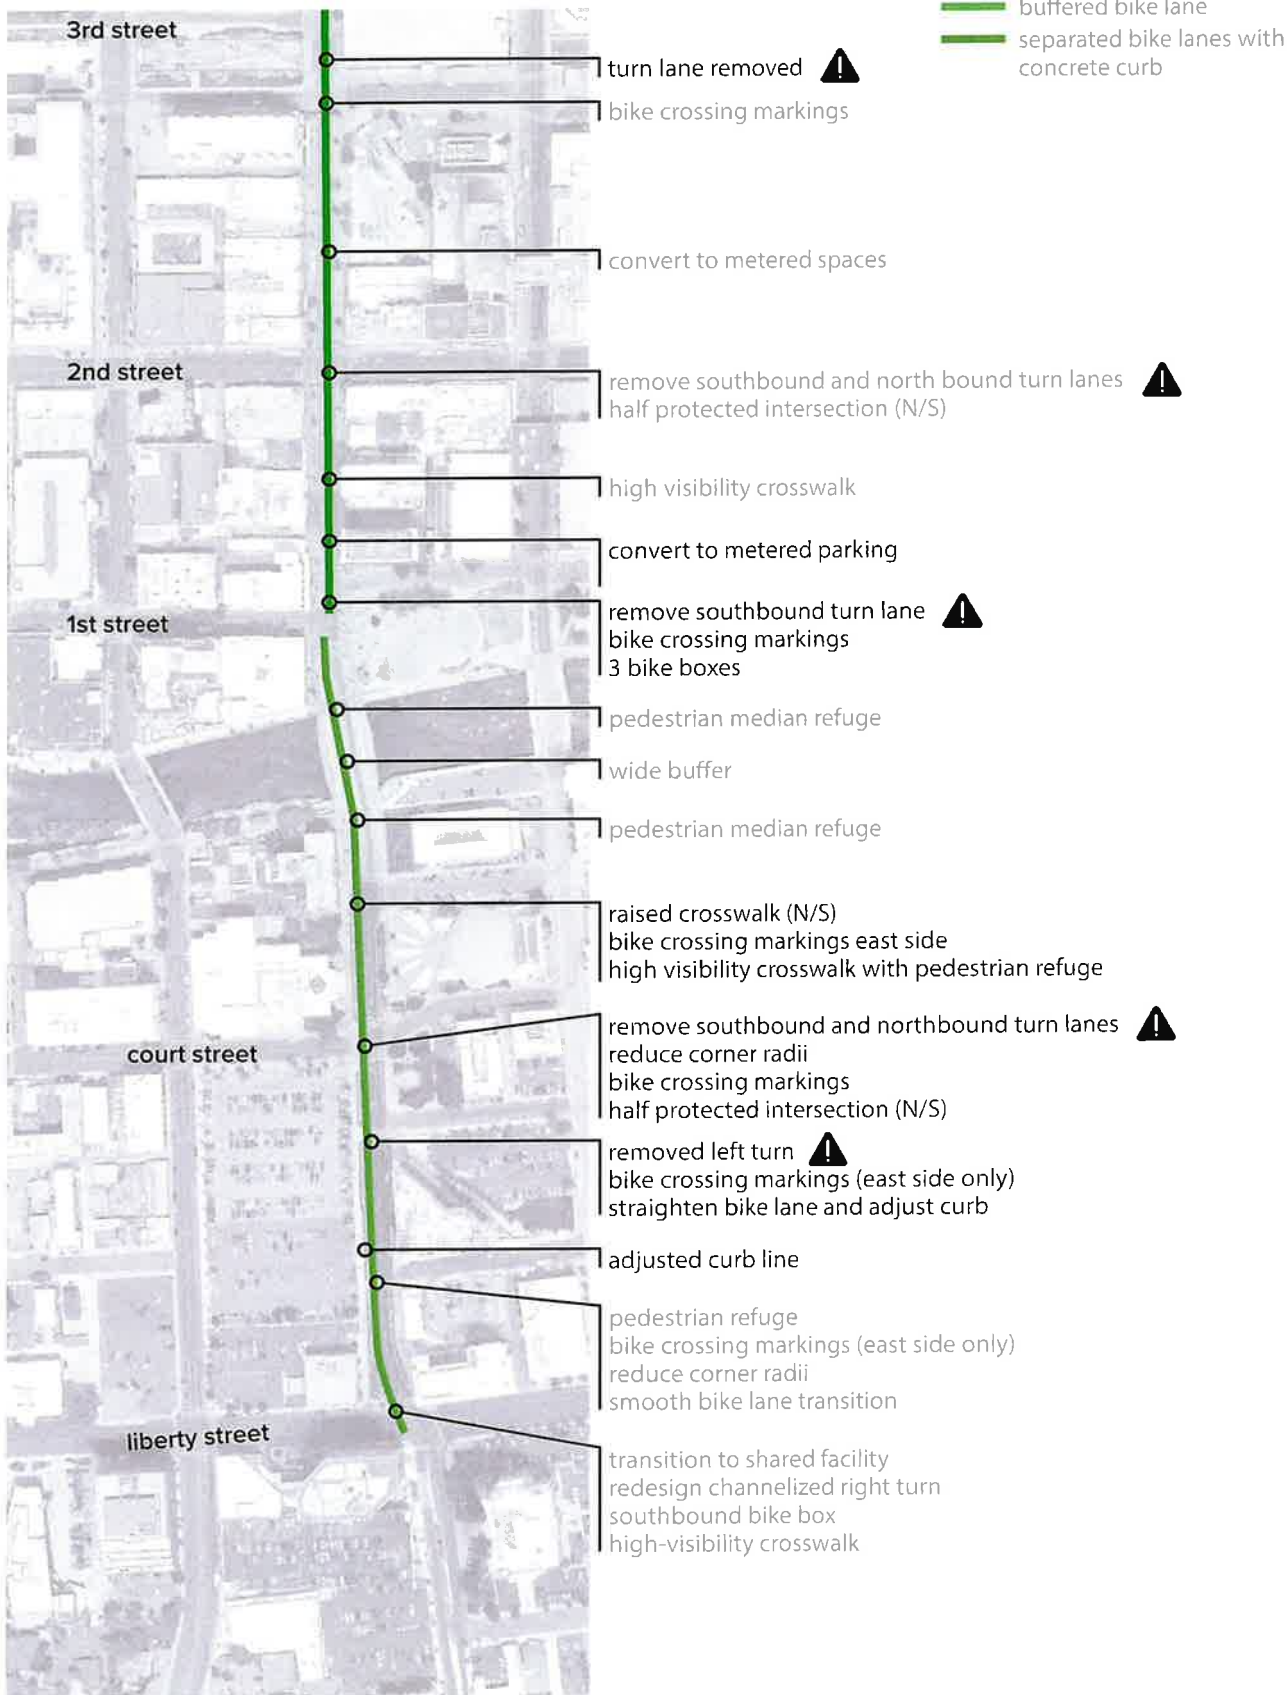 buffered bike lane
separated bike lanes with
concrete curb
3rd street
turn lane removed
bike crossing markings
convert to metered spaces
2nd street
remove southbound and north bound turn lanes
half protected intersection (N/S)
high visibility crosswalk
convert to metered parking
1st street
remove southbound turn lane
bike crossing markings
3 bike boxes
pedestrian median refuge
wide buffer
pedestrian median refuge
raised crosswalk (N/S)
bike crossing markings east side
high visibility crosswalk with pedestrian refuge
court street
remove southbound and northbound turn lanes
reduce corner radii
bike crossing markings
half protected intersection (N/S)
removed left turn
bike crossing markings (east side only)
straighten bike lane and adjust curb
adjusted curb line
pedestrian refuge
bike crossing markings (east side only)
reduce corner radii
smooth bike lane transition
liberty street
transition to shared facility
redesign channelized right turn
southbound bike box
high-visibility crosswalk